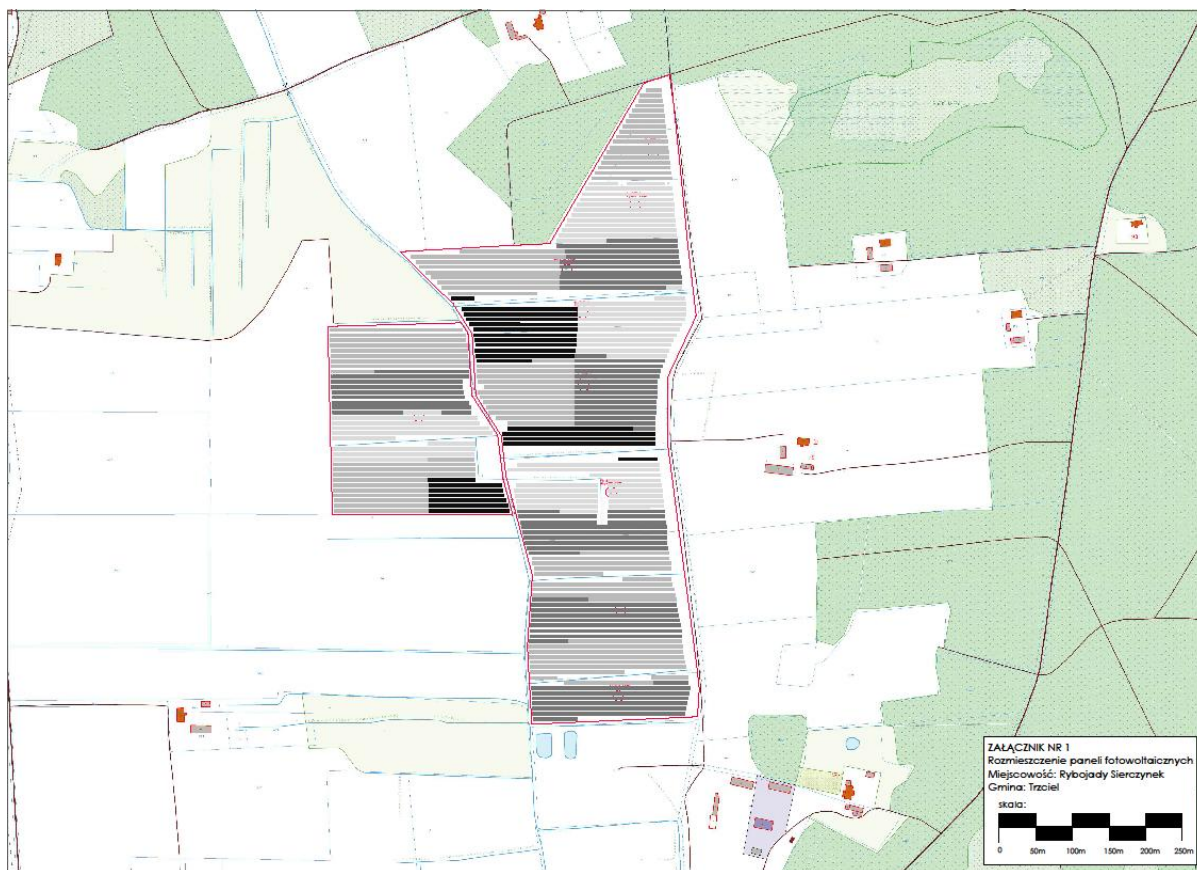 ZAŁĄCZNIK NR 1
Rozmieszczenie paneli fotowoltaicznych
Miejscowość: Rybojady Sierczynek
Gmina: Trzciel
skala:
0 50m 100m 150m 200m 250m